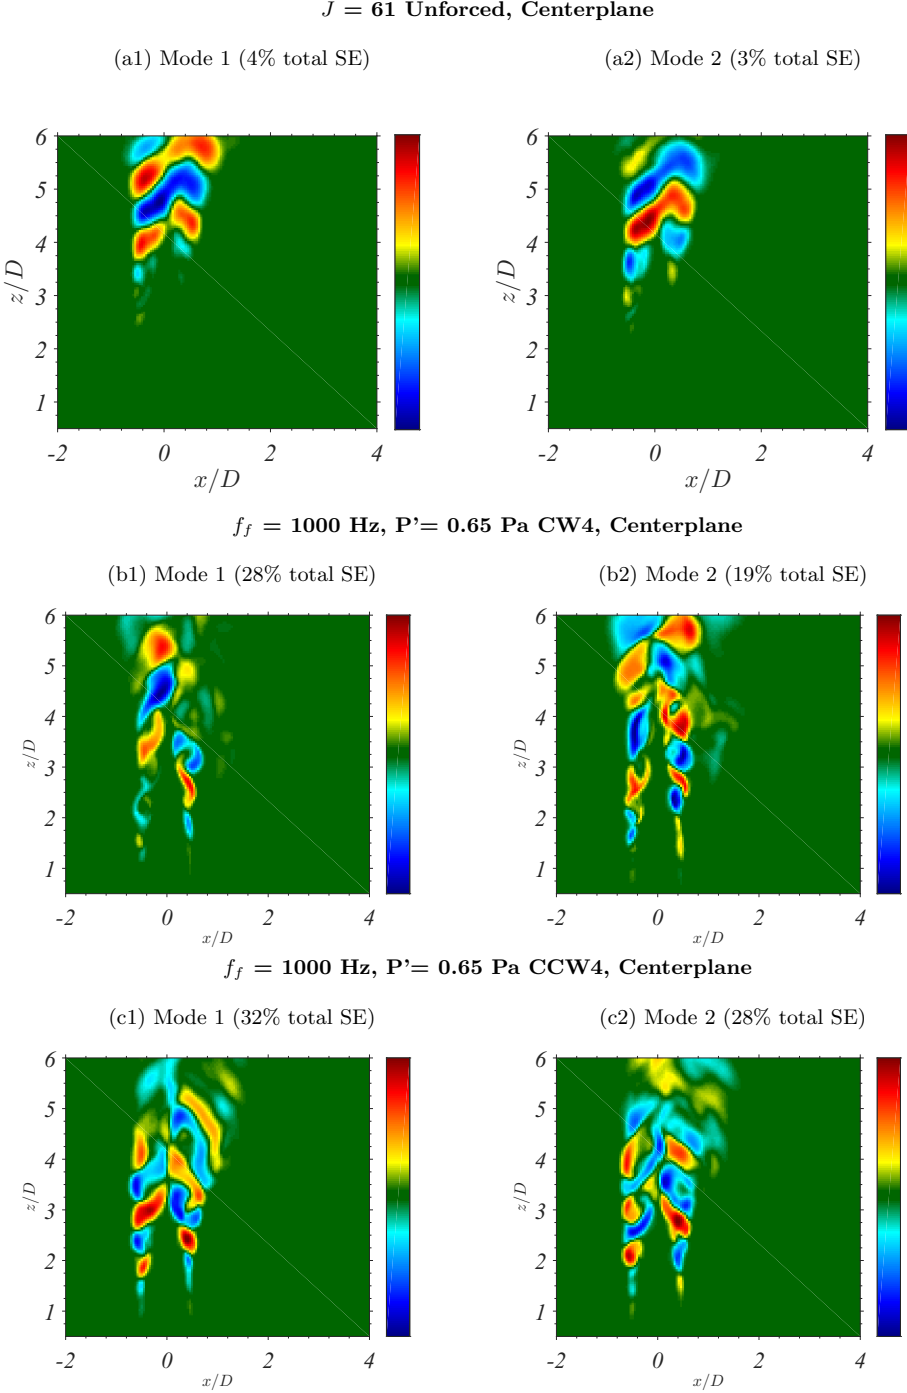 J = 61 Unforced, Centerplane
(a1) Mode 1 (4% total SE) (a2) Mode 2 (3% total SE)
6
5
4
3
2
1
z/D
-2 0 2 4
x/D
6
5
4
3
2
1
z/D
-2 0 2 4
x/D
f_f = 1000 Hz, P’= 0.65 Pa CW4, Centerplane
(b1) Mode 1 (28% total SE) (b2) Mode 2 (19% total SE)
6
5
4
3
2
1
z/D
-2 0 2 4
x/D
6
5
4
3
2
1
z/D
-2 0 2 4
x/D
f_f = 1000 Hz, P’= 0.65 Pa CCW4, Centerplane
(c1) Mode 1 (32% total SE) (c2) Mode 2 (28% total SE)
6
5
4
3
2
1
z/D
-2 0 2 4
x/D
6
5
4
3
2
1
z/D
-2 0 2 4
x/D